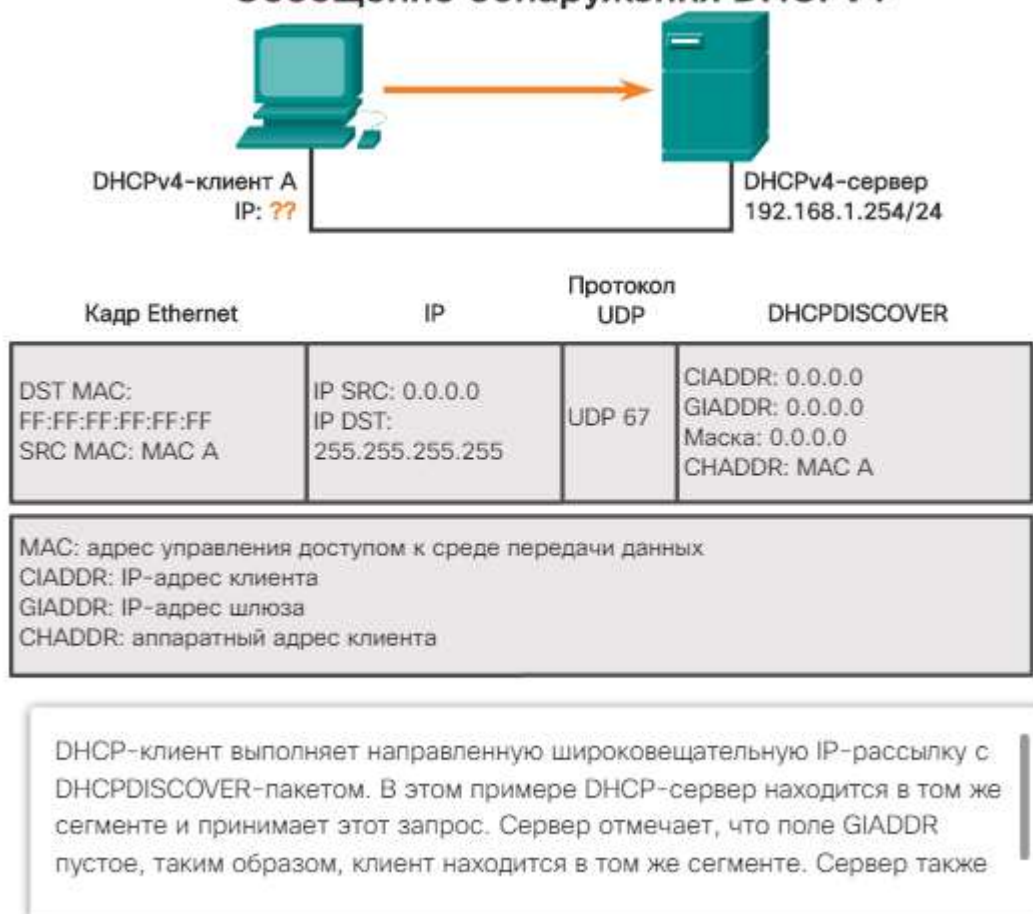 DHCPv4-клиент А
IP: ??
DHCPv4-сервер
192.168.1.254/24
Кадр Ethernet
IP
Протокол
UDP
DHCPDISCOVER
DST MAC:
FF:FF:FF:FF:FF:FF
SRC MAC: MAC A
IP SRC: 0.0.0.0
IP DST:
255.255.255.255
UDP 67
CIADDR: 0.0.0.0
GIADDR: 0.0.0.0
Маска: 0.0.0.0
CHADDR: MAC A
MAC: адрес управления доступом к среде передачи данных
CIADDR: IP-адрес клиента
GIADDR: IP-адрес шлюза
CHADDR: аппаратный адрес клиента
DHCP-клиент выполняет направленную широковещательную IP-рассылку с
DHCPDISCOVER-пакетом. В этом примере DHCP-сервер находится в том же
сегменте и принимает этот запрос. Сервер отмечает, что поле GIADDR
пустое, таким образом, клиент находится в том же сегменте. Сервер также